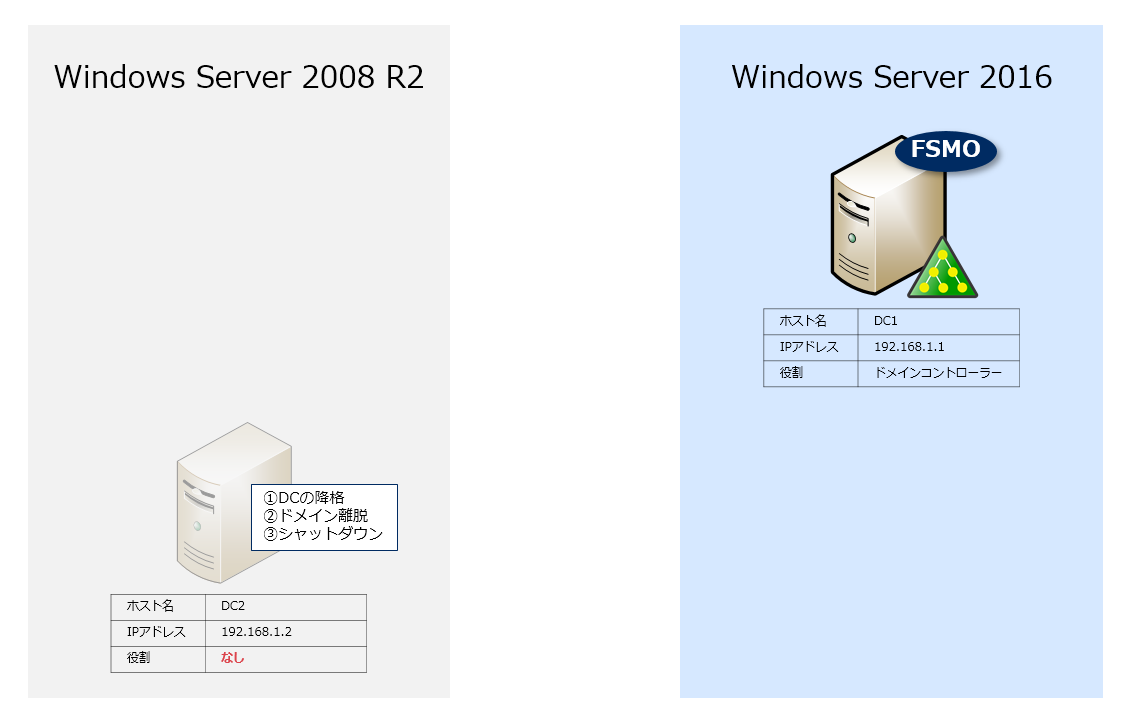 Windows Server 2008 R2
①DCの降格
②ドメイン離脱
③シャットダウン
ホスト名 DC2
IPアドレス 192.168.1.2
役割 なし
Windows Server 2016
FSMO
ホスト名 DC1
IPアドレス 192.168.1.1
役割 ドメインコントローラー